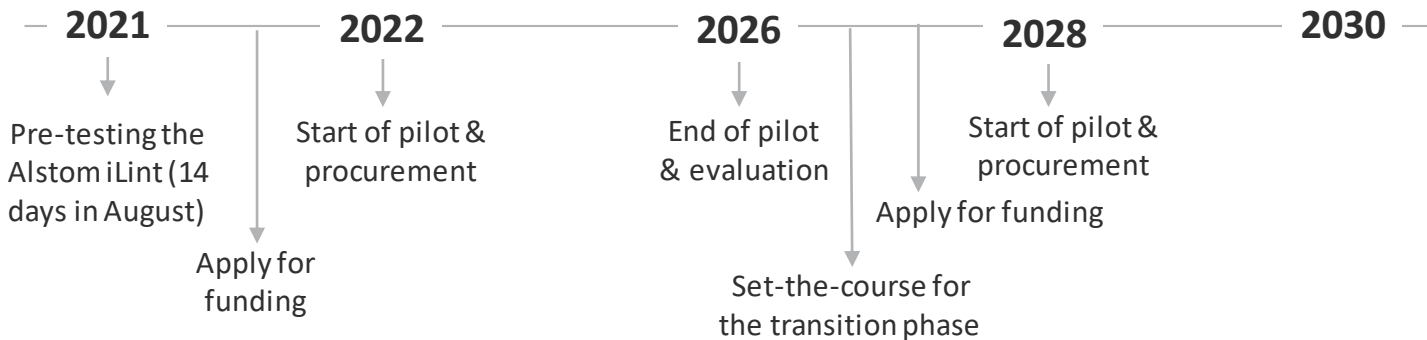 2021
2022
2026
2028
2030
Pre-testing the
Alstom iLint (14
days in August)
Apply for
funding
Start of pilot &
procurement
End of pilot
& evaluation
Set-the-course for
the transition phase
Apply for funding
Start of pilot &
procurement